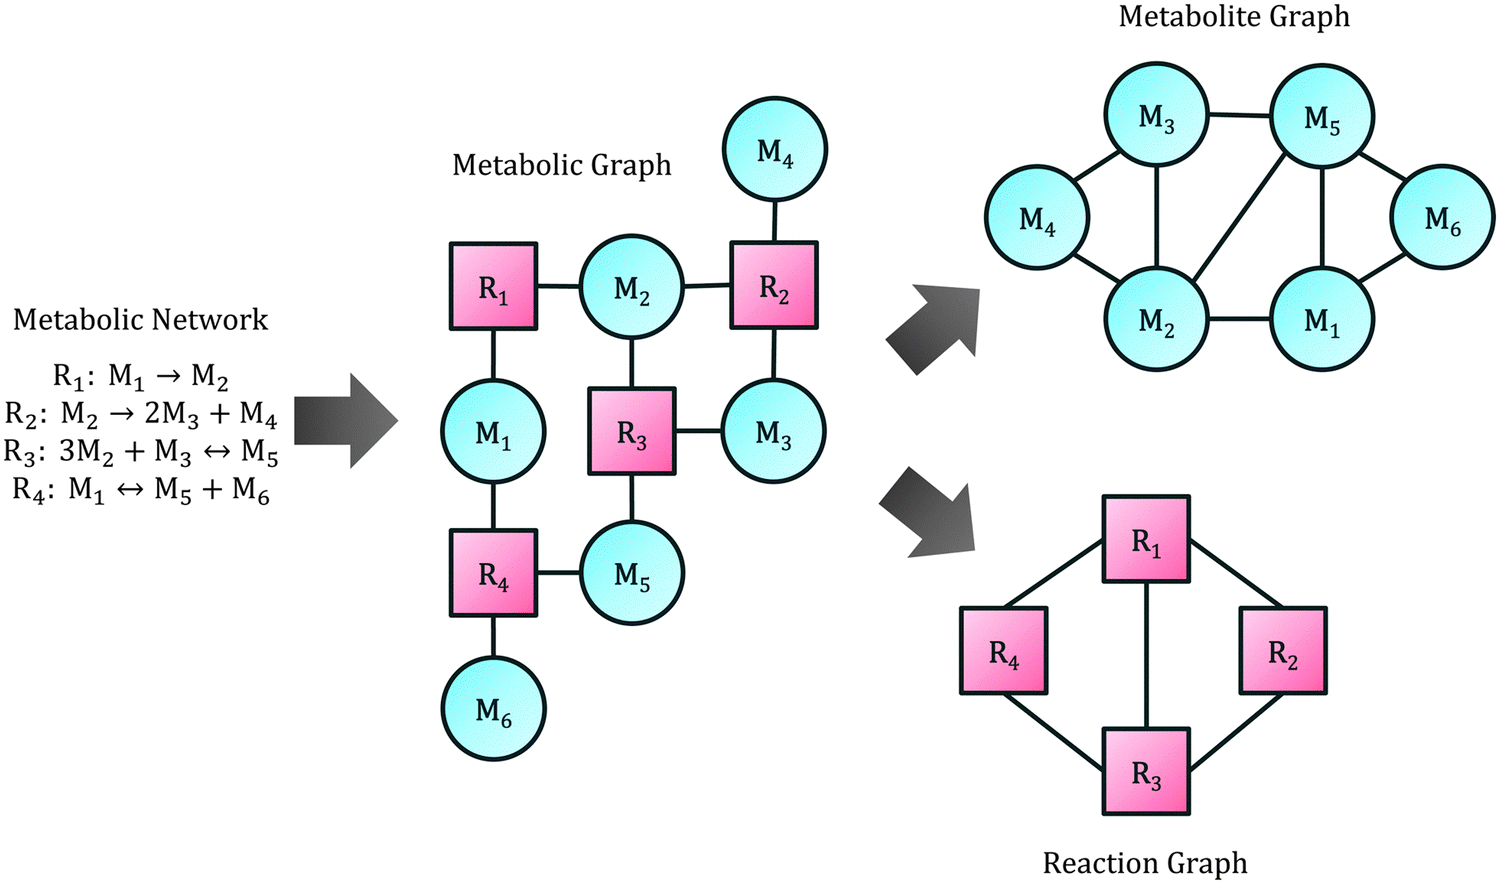 Metabolic Network
R₁: M₁ → M₂
R₂: M₂ → 2M₃ + M₄
R₃: 3M₂ + M₃ ↔ M₅
R₄: M₁ ↔ M₅ + M₆
Metabolic Graph
M₄
R₁ M₂ R₂
M₁ R₃ M₃
R₄ M₅
M₆
Metabolite Graph
M₃ M₅
M₄ M₆
M₂ M₁
R₁
R₄ R₂
R₃
Reaction Graph